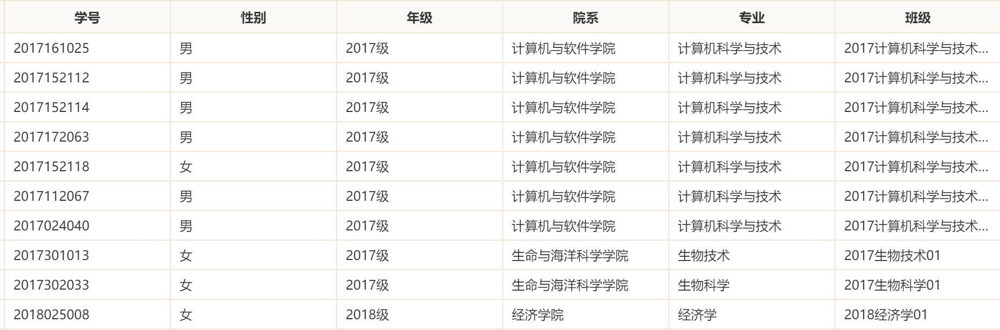 学号 性别 年级 院系 专业 班级
2017161025 男 2017级 计算机与软件学院 计算机科学与技术 2017计算机科学与技术...
2017152112 男 2017级 计算机与软件学院 计算机科学与技术 2017计算机科学与技术...
2017152114 男 2017级 计算机与软件学院 计算机科学与技术 2017计算机科学与技术...
2017172063 男 2017级 计算机与软件学院 计算机科学与技术 2017计算机科学与技术...
2017152118 女 2017级 计算机与软件学院 计算机科学与技术 2017计算机科学与技术...
2017112067 男 2017级 计算机与软件学院 计算机科学与技术 2017计算机科学与技术...
2017024040 男 2017级 计算机与软件学院 计算机科学与技术 2017计算机科学与技术...
2017301013 女 2017级 生命与海洋科学学院 生物技术 2017生物技术01
2017302033 女 2017级 生命与海洋科学学院 生物科学 2017生物科学01
2018025008 女 2018级 经济学院 经济学 2018经济学01